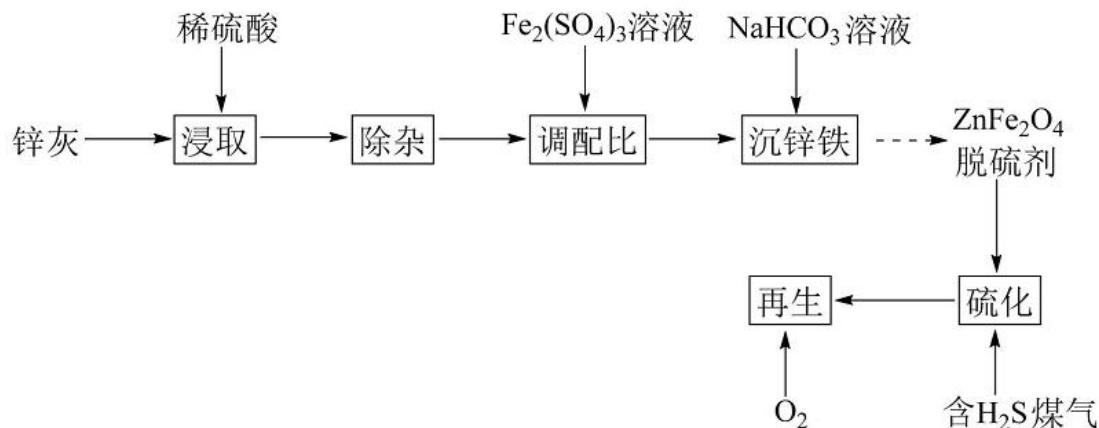 稀硫酸
Fe₂(SO₄)₃溶液
NaHCO₃溶液
锌灰
浸取
除杂
调配比
沉锌铁
ZnFe₂O₄
脱硫剂
再生
硫化
O₂
含H₂S煤气